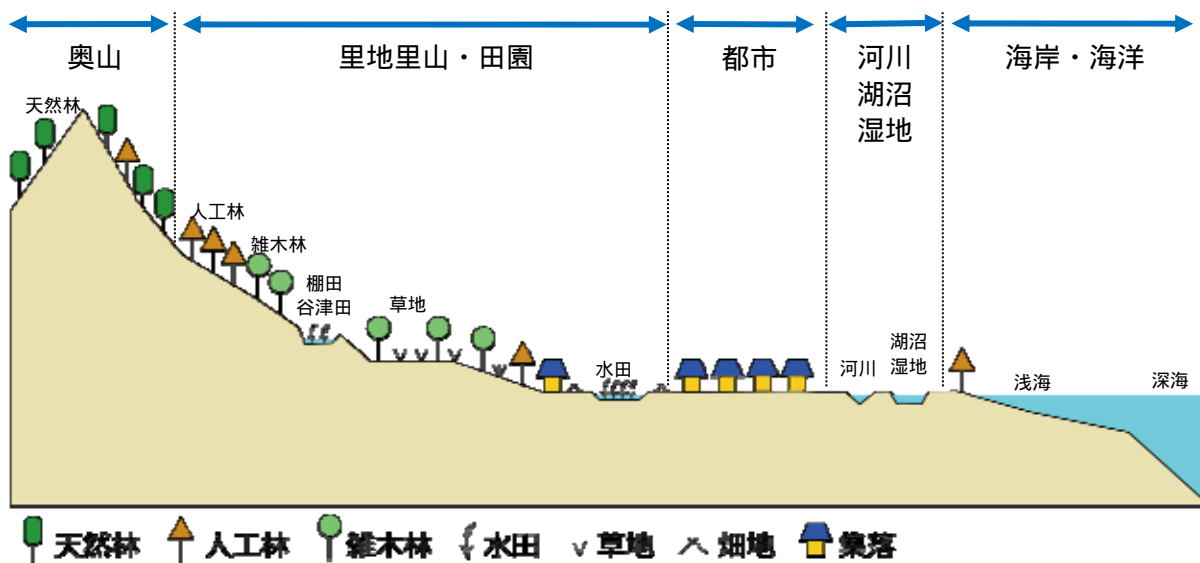 奥山
里地里山・田園
都市
河川
湖沼
湿地
海岸・海洋
天然林
人工林
雑木林
棚田
谷津田
草地
水田
河川
湖沼
湿地
浅海
深海
天然林 人工林 雑木林 水田 草地 畑地 集落